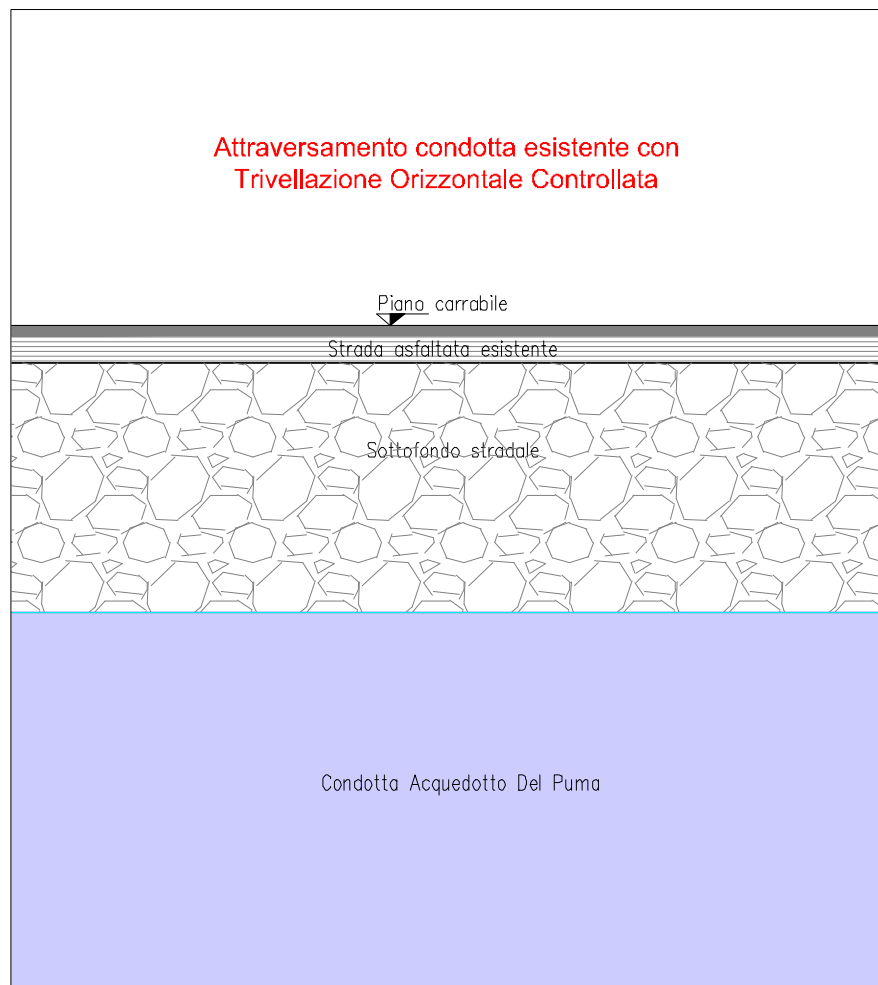 Attraversamento condotta esistente con
Trivellazione Orizzontale Controllata
Piano carrabile
Strada asfaltata esistente
Sottofondo stradale
Condotta Acquedotto Del Puma